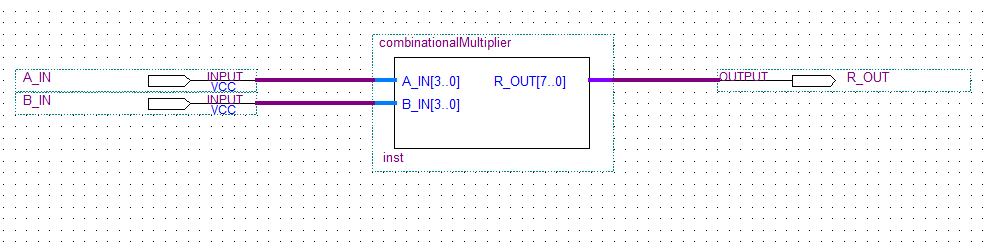 combinationalMultiplier
A_IN INPUT VCC A_IN[3..0] R_OUT[7..0] OUTPUT R_OUT
B_IN INPUT VCC B_IN[3..0]
inst